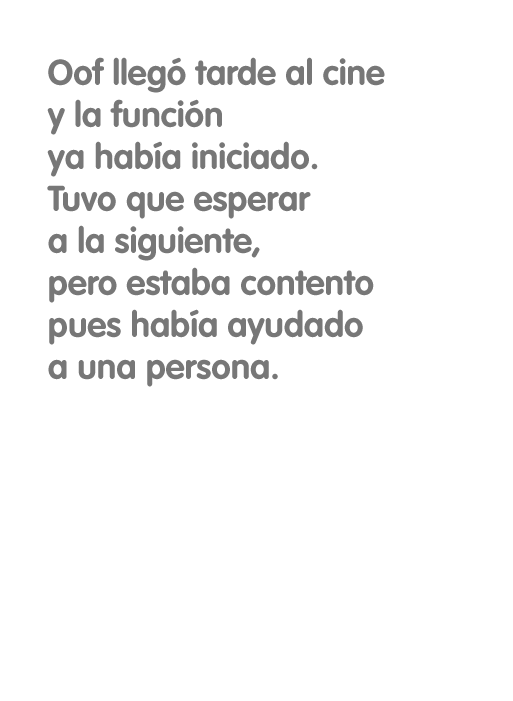 Oof llegó tarde al cine
y la función
ya había iniciado.
Tuvo que esperar
a la siguiente,
pero estaba contento
pues había ayudado
a una persona.